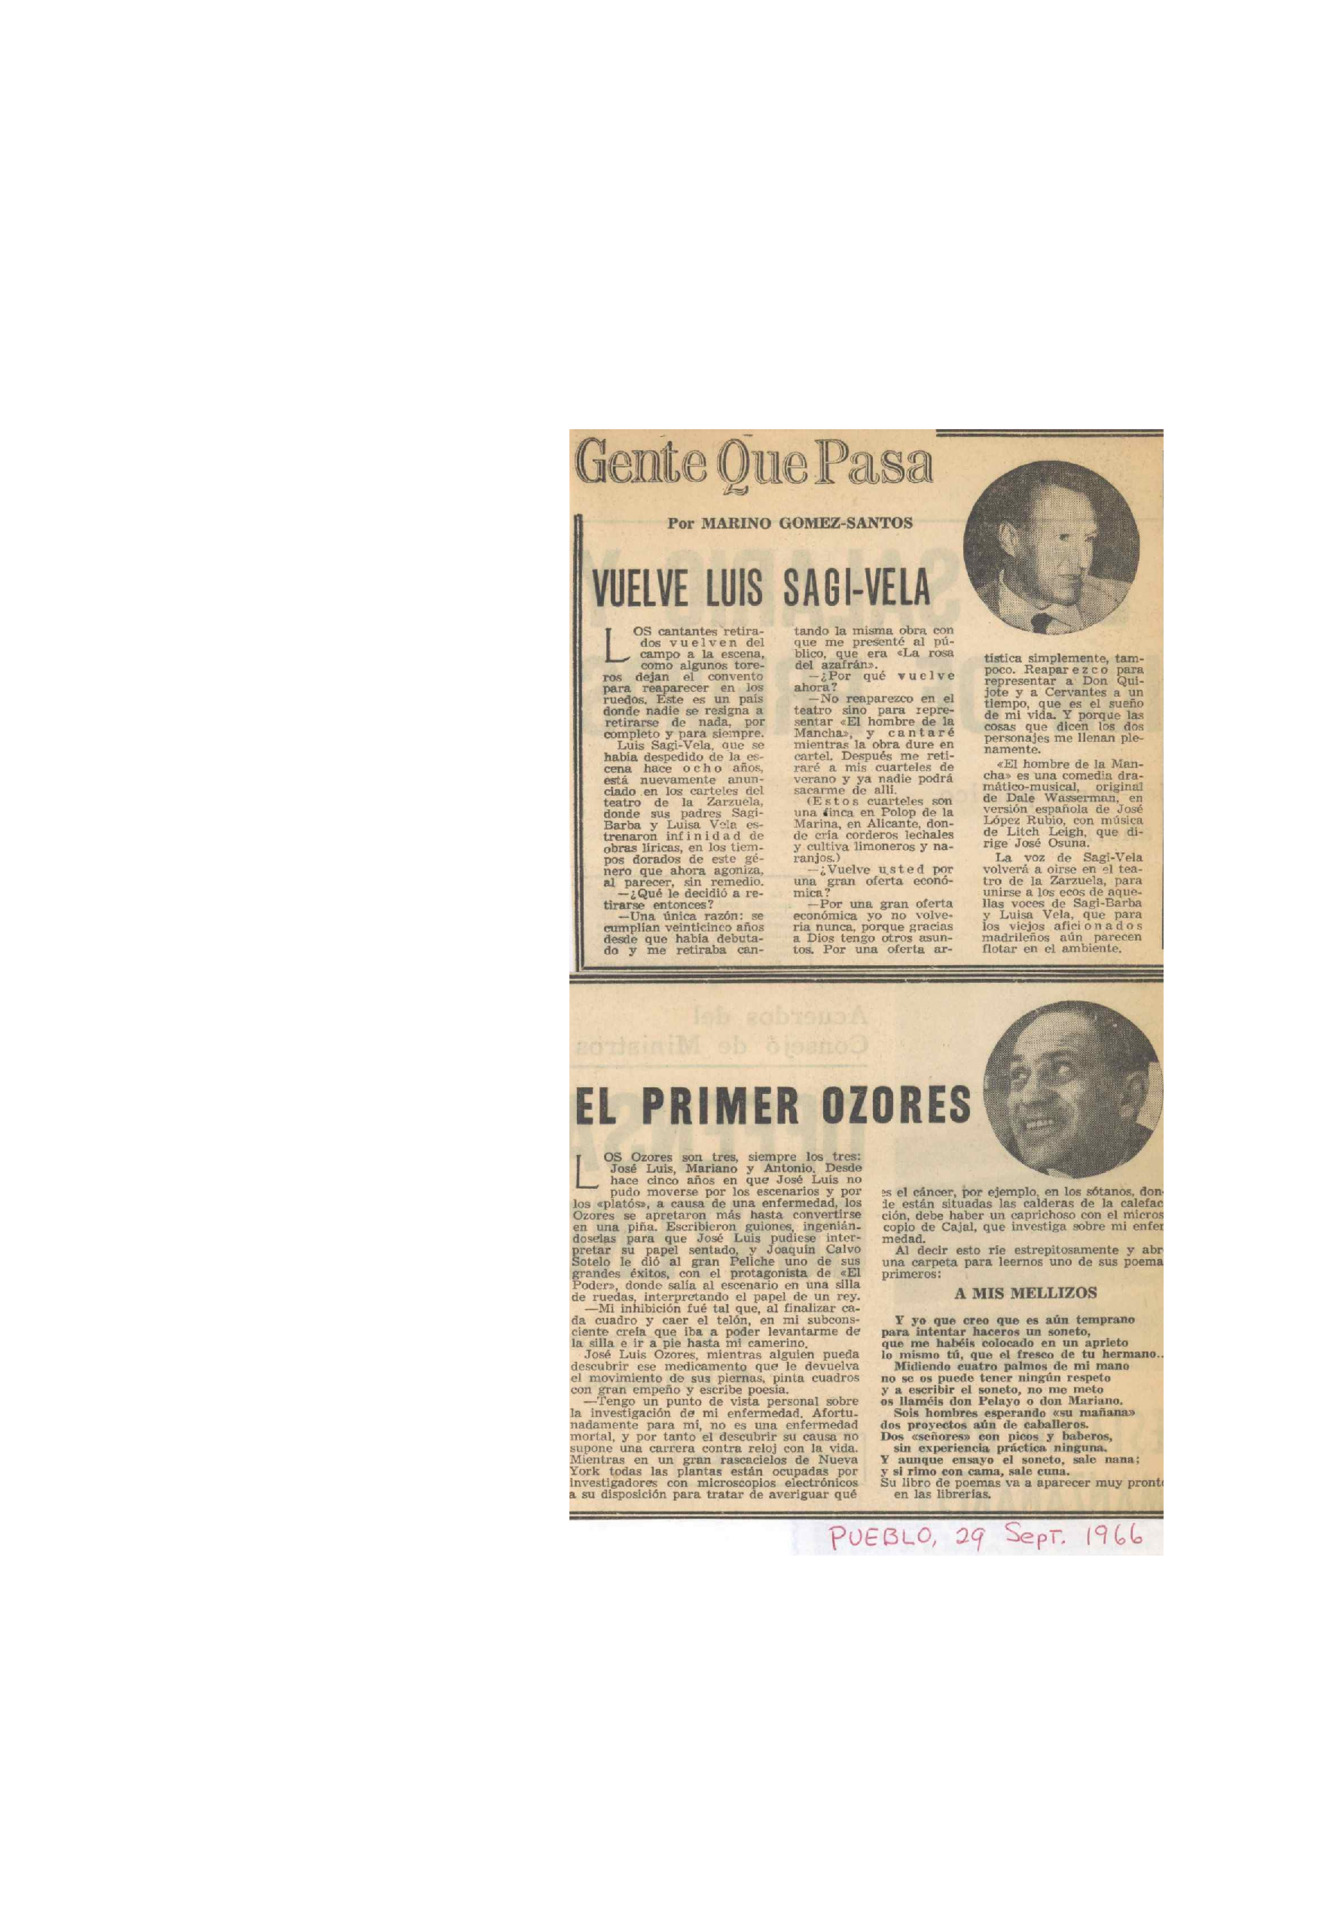 Gente Que Pasa
Por MARINO GOMEZ-SANTOS
VUELVE LUIS SAGI-VELA
LOS cantantes retira-
dos vuelven del
campo a la escena,
como algunos tore-
ros dejan el convento
para reaparecer en los
ruedos. Este es un país
donde nadie se resigna a
retirarse de nada, por
completo y para siempre.
Luis Sagi-Vela, que se
había despedido de la es-
cena hace ocho años,
está nuevamente anun-
ciado en los carteles del
teatro de la Zarzuela,
donde sus padres Sagi-
Barba y Luisa Vela es-
trenaron infinidad de
obras líricas, en los tiem-
pos dorados de este gé-
nero que ahora agoniza,
al parecer, sin remedio.
—¿Qué le decidió a re-
tirarse entonces?
—Una única razón: se
cumplían veinticinco años
desde que había debuta-
do y me retiraba can-
tando la misma obra con
que me presenté al pú-
blico, que era «La rosa
del azafrán».
—¿Por qué vuelve
ahora?
—No reaparezco en el
teatro sino para repre-
sentar «El hombre de la
Mancha», y cantaré
mientras la obra dure en
cartel. Después me reti-
raré a mis cuarteles de
verano y ya nadie podrá
sacarme de allí.
(Estos cuarteles son
una finca en Polop de la
Marina, en Alicante, don-
de cría corderos lechales
y cultiva limoneros y na-
ranjos.)
—¿Vuelve usted por
una gran oferta econó-
mica?
—Por una gran oferta
económica yo no volve-
ría nunca, porque gracias
a Dios tengo otros asun-
tos. Por una oferta ar-
tística simplemente, tam-
poco. Reaparezco para
representar a Don Qui-
jote y a Cervantes a un
tiempo, que es el sueño
de mi vida. Y porque las
cosas que dicen los dos
personajes me llenan ple-
namente.
«El hombre de la Man-
cha» es una comedia dra-
mático-musical, original
de Dale Wasserman, en
versión española de José
López Rubio, con música
de Litch Leigh, que di-
rige José Osuna.
La voz de Sagi-Vela
volverá a oirse en el tea-
tro de la Zarzuela, para
unirse a los ecos de aque-
llas voces de Sagi-Barba
y Luisa Vela, que para
los viejos aficionados
madrileños aún parecen
flotar en el ambiente.
EL PRIMER OZORES
LOS Ozores son tres, siempre los tres:
José Luis, Mariano y Antonio. Desde
hace cinco años en que José Luis no
pudo moverse por los escenarios y por
los «platós», a causa de una enfermedad, los
Ozores se apretaron más hasta convertirse
en una piña. Escribieron guiones, ingenián-
doselas para que José Luis pudiese inter-
pretar su papel sentado, y Joaquín Calvo
Sotelo le dió al gran Peliche uno de sus
grandes éxitos, con el protagonista de «El
Poder», donde salía al escenario en una silla
de ruedas, interpretando el papel de un rey.
—Mi inhibición fué tal que, al finalizar ca-
da cuadro y caer el telón, en mi subcons-
ciente creía que iba a poder levantarme de
la silla e ir a pie hasta mi camerino.
José Luis Ozores, mientras alguien pueda
descubrir ese medicamento que le devuelva
el movimiento de sus piernas, pinta cuadros
con gran empeño y escribe poesía.
—Tengo un punto de vista personal sobre
la investigación de mi enfermedad. Afortu-
nadamente para mí, no es una enfermedad
mortal, y por tanto el descubrir su causa no
supone una carrera contra reloj con la vida.
Mientras en un gran rascacielos de Nueva
York todas las plantas están ocupadas por
investigadores con microscopios electrónicos
a su disposición para tratar de averiguar qué
es el cáncer, por ejemplo, en los sótanos, don-
de están situadas las calderas de la calefac
ción, debe haber un caprichoso con el micros
copio de Cajal, que investiga sobre mi enfer
medad.
Al decir esto ríe estrepitosamente y abr
una carpeta para leernos uno de sus poema
primeros:
A MIS MELLIZOS
Y yo que creo que es aún temprano
para intentar haceros un soneto,
que me habéis colocado en un aprieto
lo mismo tú, que el fresco de tu hermano..
Midiendo cuatro palmos de mi mano
no se os puede tener ningún respeto
y a escribir el soneto, no me meto
os llaméis don Pelayo o don Mariano.
Sois hombres esperando «su mañana»
dos proyectos aún de caballeros.
Dos «señores» con picos y baberos,
sin experiencia práctica ninguna.
Y aunque ensayo el soneto, sale nana;
y si rimo con cama, sale cuna.
Su libro de poemas va a aparecer muy pront
en las librerías.
PUEBLO, 29 Sept. 1966